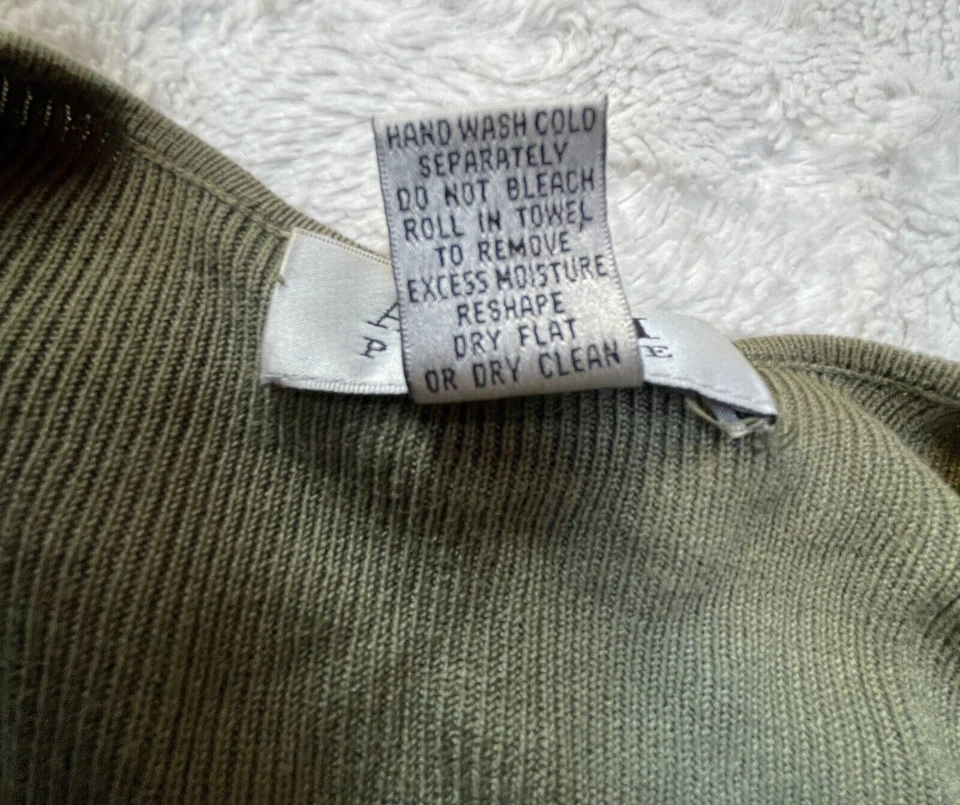 HAND WASH COLD
SEPARATELY
DO NOT BLEACH
ROLL IN TOWEL
TO REMOVE
EXCESS MOISTURE
RESHAPE
DRY FLAT
OR DRY CLEAN